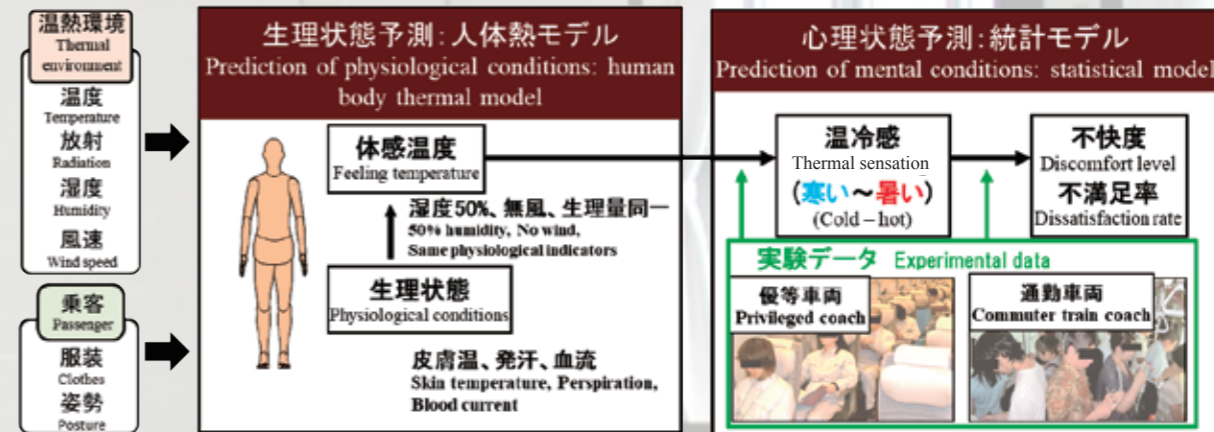 温熱環境
Thermal
environment
温度
Temperature
放射
Radiation
湿度
Humidity
風速
Wind speed
乗客
Passenger
服装
Clothes
姿勢
Posture
生理状態予測：人体熱モデル
Prediction of physiological conditions: human
body thermal model
体感温度
Feeling temperature
湿度50%、無風、生理量同一
50% humidity, No wind,
Same physiological indicators
生理状態
Physiological conditions
皮膚温、発汗、血流
Skin temperature, Perspiration,
Blood current
心理状態予測：統計モデル
Prediction of mental conditions: statistical model
温冷感
Thermal sensation
(寒い～暑い)
(Cold – hot)
不快度
Discomfort level
不満足率
Dissatisfaction rate
実験データ Experimental data
優等車両
Privileged coach
通勤車両
Commuter train coach